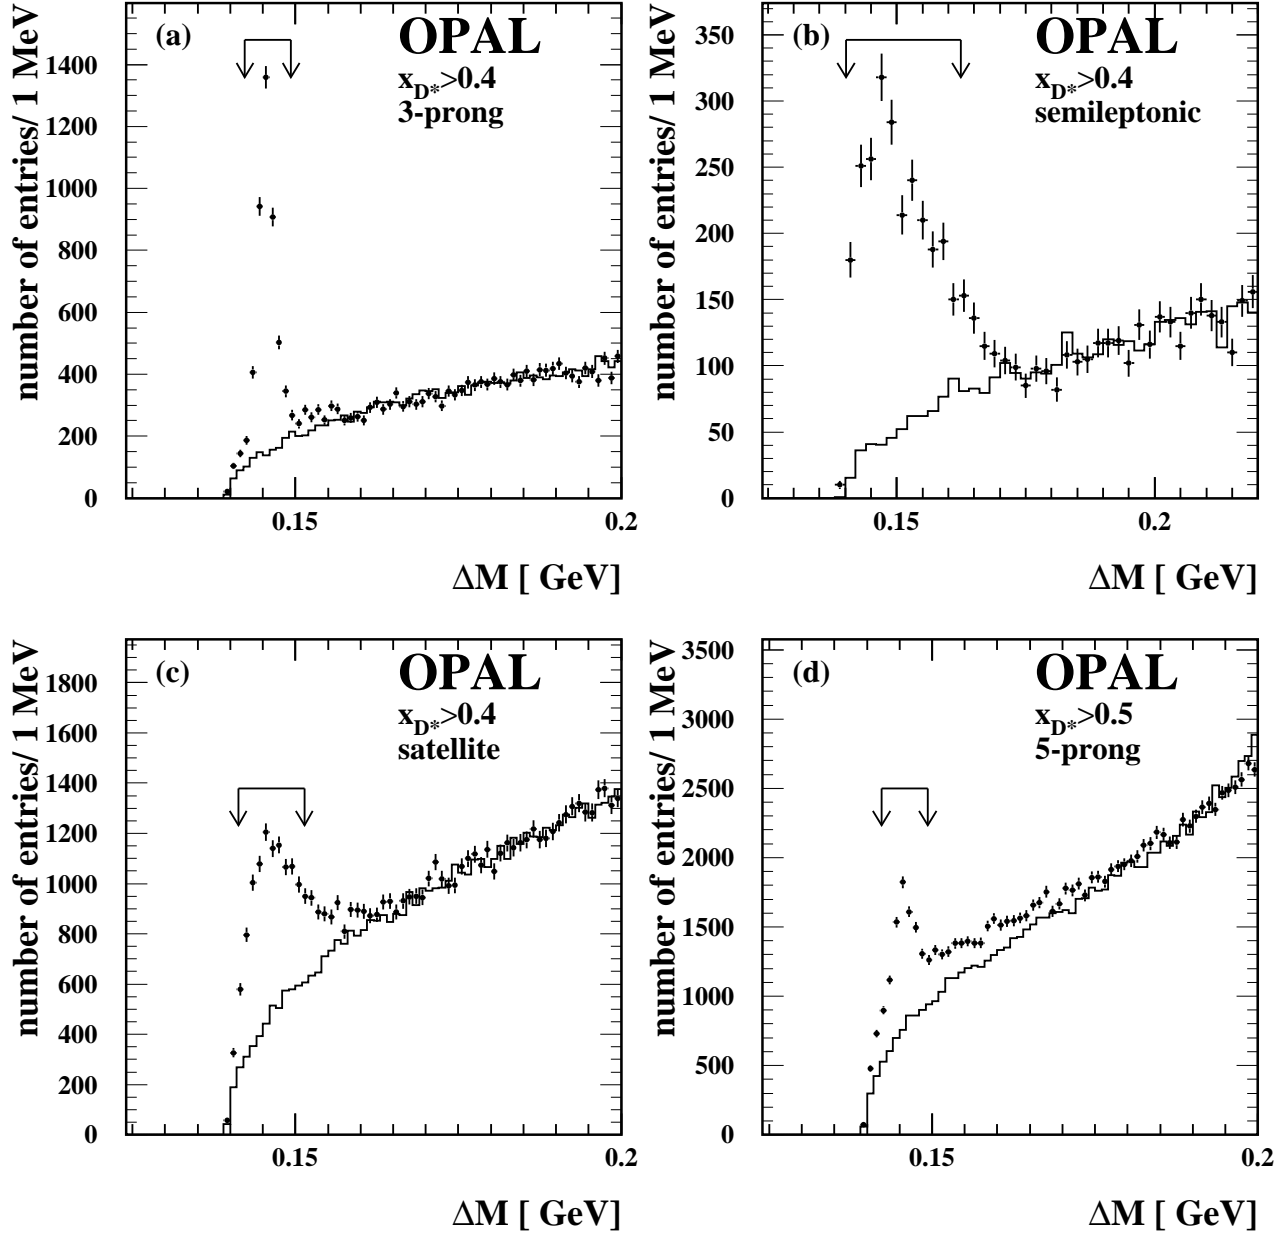 (a)
OPAL
x_D*>0.4
3-prong
number of entries/ 1 MeV
1400
1200
1000
800
600
400
200
0
0.15
0.2
ΔM [ GeV]
(b)
OPAL
x_D*>0.4
semileptonic
number of entries/ 1 MeV
350
300
250
200
150
100
50
0
0.15
0.2
ΔM [ GeV]
(c)
OPAL
x_D*>0.4
satellite
number of entries/ 1 MeV
1800
1600
1400
1200
1000
800
600
400
200
0
0.15
0.2
ΔM [ GeV]
(d)
OPAL
x_D*>0.5
5-prong
number of entries/ 1 MeV
3500
3000
2500
2000
1500
1000
500
0
0.15
0.2
ΔM [ GeV]